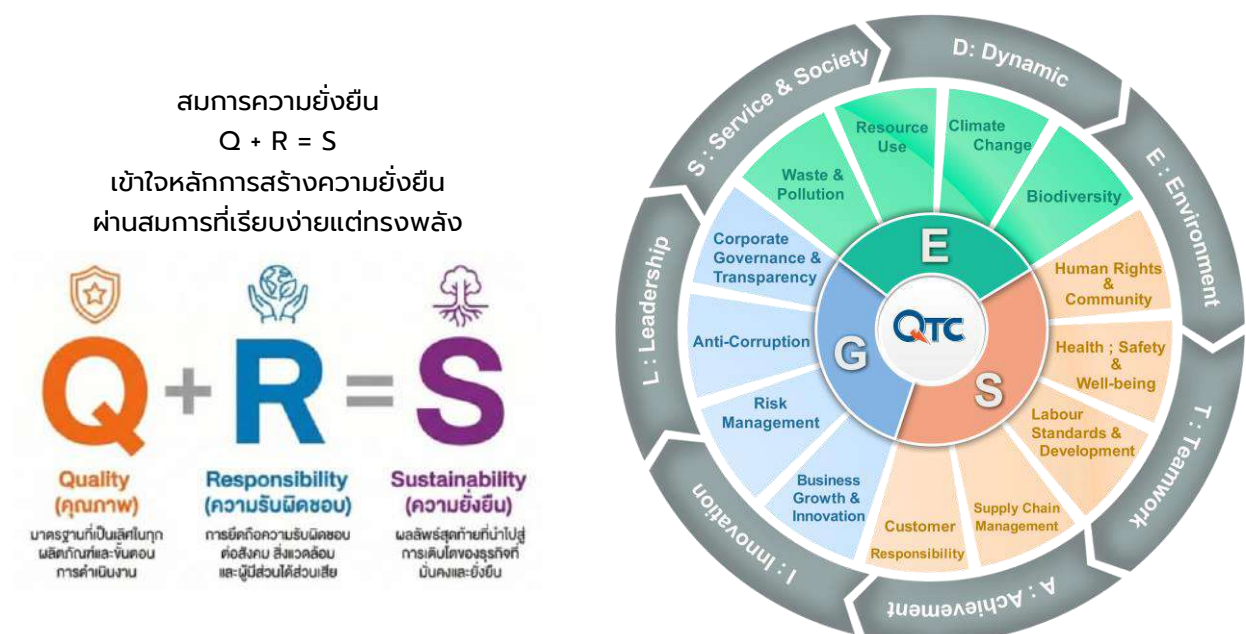 สมการความยั่งยืน
Q + R = S
เข้าใจหลักการสร้างความยั่งยืน
ผ่านสมการที่เรียบง่ายแต่ทรงพลัง
Q + R = S
Quality
(คุณภาพ)
มาตรฐานที่เป็นเลิศในทุก
ผลิตภัณฑ์และขั้นตอน
การดำเนินงาน
Responsibility
(ความรับผิดชอบ)
การยึดถือความรับผิดชอบ
ต่อสังคม สิ่งแวดล้อม
และผู้มีส่วนได้ส่วนเสีย
Sustainability
(ความยั่งยืน)
ผลลัพธ์สุดท้ายที่นำไปสู่
การเติบโตของธุรกิจที่
มั่นคงและยั่งยืน
S : Service & Society
D: Dynamic
E : Environment
T: Teamwork
A : Achievement
I : Innovation
L : Leadership
Waste &
Pollution
Resource
Use
Climate
Change
Biodiversity
Human Rights
&
Community
Health ; Safety
&
Well-being
Labour
Standards &
Development
Supply Chain
Management
Customer
Responsibility
Business
Growth &
Innovation
Risk
Management
Anti-Corruption
Corporate
Governance &
Transparency
E
S
G
QTC